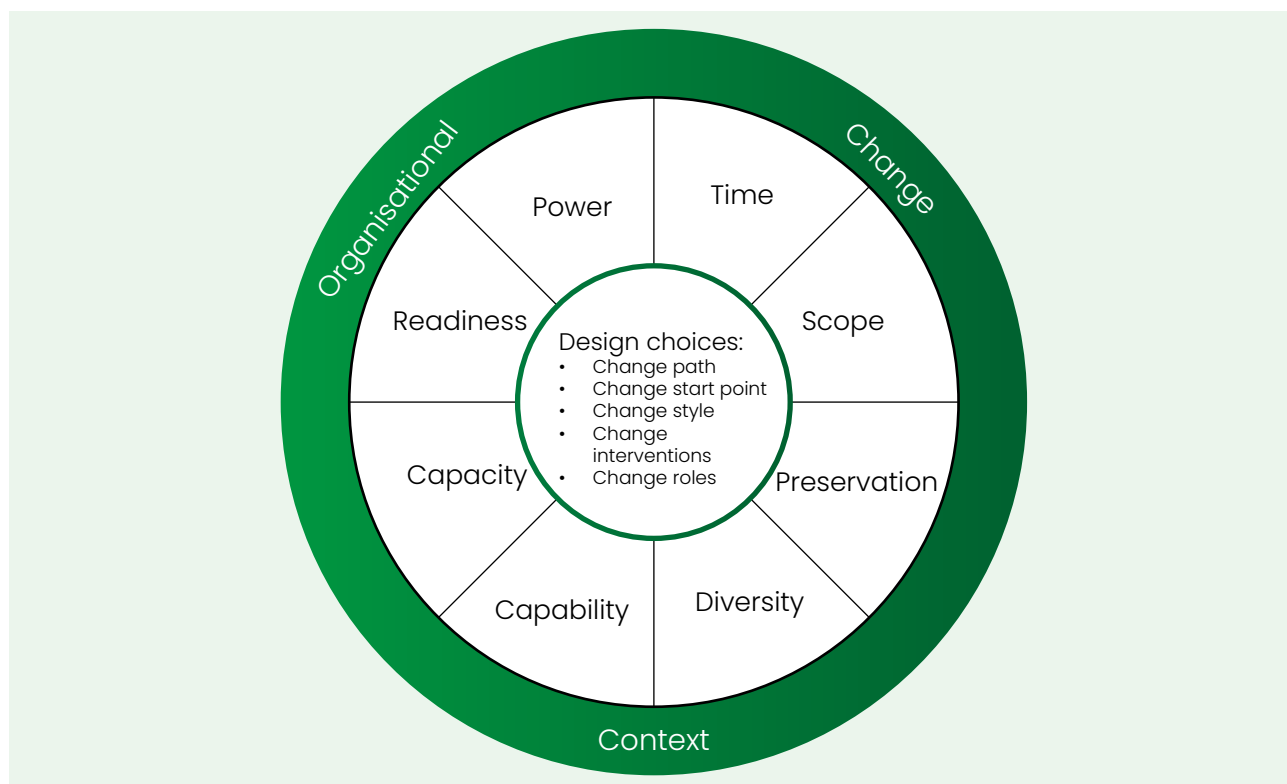 Organisational
Change
Context
Power
Time
Readiness
Scope
Capacity
Preservation
Capability
Diversity
Design choices:
• Change path
• Change start point
• Change style
• Change
interventions
• Change roles